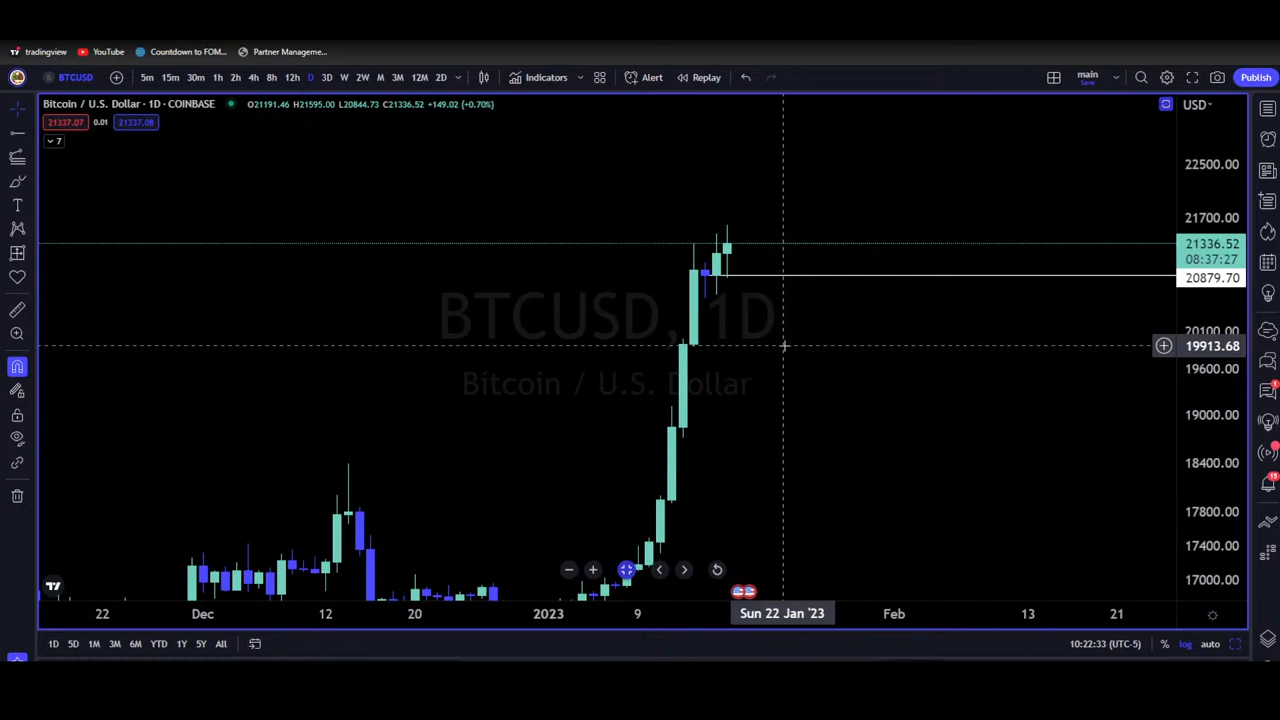 tradingview YouTube Countdown to FOM... Partner Manageme...
BTCUSD 5m 15m 30m 1h 2h 4h 8h 12h D 3D W 2W M 3M 12M 2D Indicators Alert Replay main Save Publish
Bitcoin / U.S. Dollar · 1D · COINBASE O21191.46 H21595.00 L20844.73 C21336.52 +149.02 (+0.70%) USD
21337.07 0.01 21337.08
7
22500.00
21700.00
21336.52
08:37:27
20879.70
20100.00
19913.68
19600.00
19000.00
18400.00
17800.00
17400.00
17000.00
BTCUSD, 1D
Bitcoin / U.S. Dollar
1
15
22 Dec 12 20 2023 9 Sun 22 Jan '23 Feb 13 21
1D 5D 1M 3M 6M YTD 1Y 5Y All 10:22:33 (UTC-5) % log auto